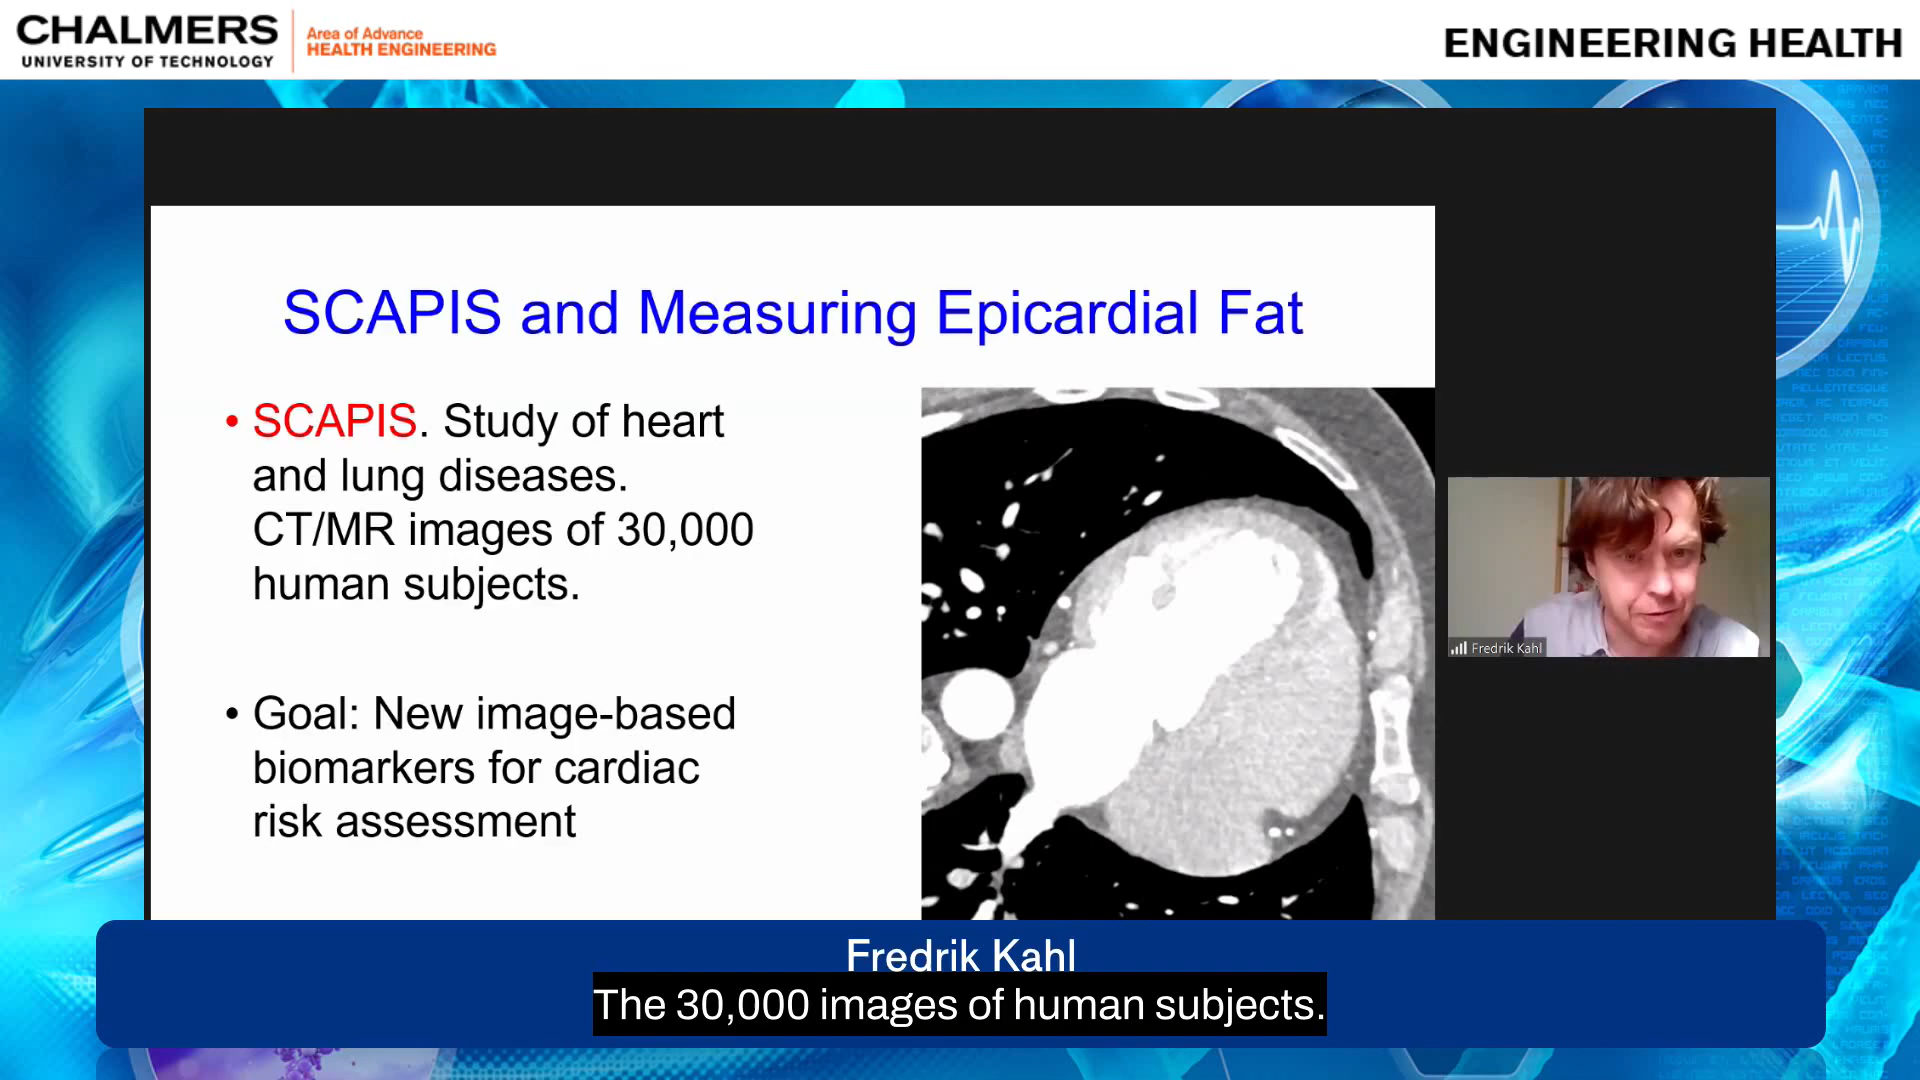 CHALMERS
UNIVERSITY OF TECHNOLOGY
Area of Advance
HEALTH ENGINEERING
ENGINEERING HEALTH
SCAPIS and Measuring Epicardial Fat
• SCAPIS. Study of heart
and lung diseases.
CT/MR images of 30,000
human subjects.
• Goal: New image-based
biomarkers for cardiac
risk assessment
Fredrik Kahl
Fredrik Kahl
The 30,000 images of human subjects.